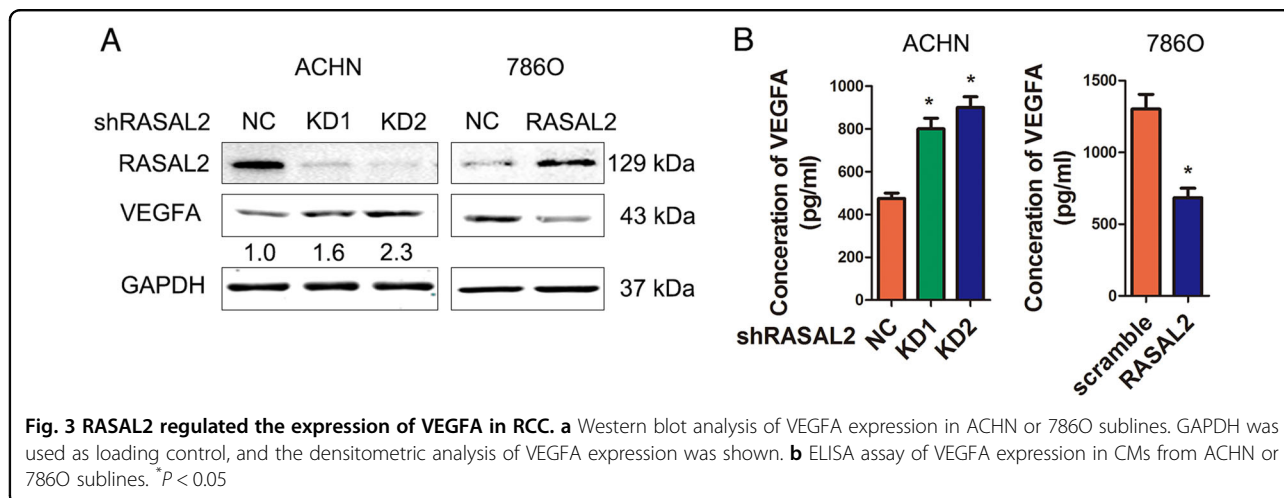 A
ACHN
786O
shRASAL2 NC KD1 KD2 NC RASAL2
RASAL2 129 kDa
VEGFA 43 kDa
1.0 1.6 2.3
GAPDH 37 kDa
B
ACHN
Conceration of VEGFA
(pg/ml)
1000
800
600
400
200
0
* *
shRASAL2 NC KD1 KD2
786O
Conceration of VEGFA
(pg/ml)
1500
1000
500
0
*
scramble RASAL2
Fig. 3 RASAL2 regulated the expression of VEGFA in RCC. a Western blot analysis of VEGFA expression in ACHN or 786O sublines. GAPDH was
used as loading control, and the densitometric analysis of VEGFA expression was shown. b ELISA assay of VEGFA expression in CMs from ACHN or
786O sublines. *P < 0.05